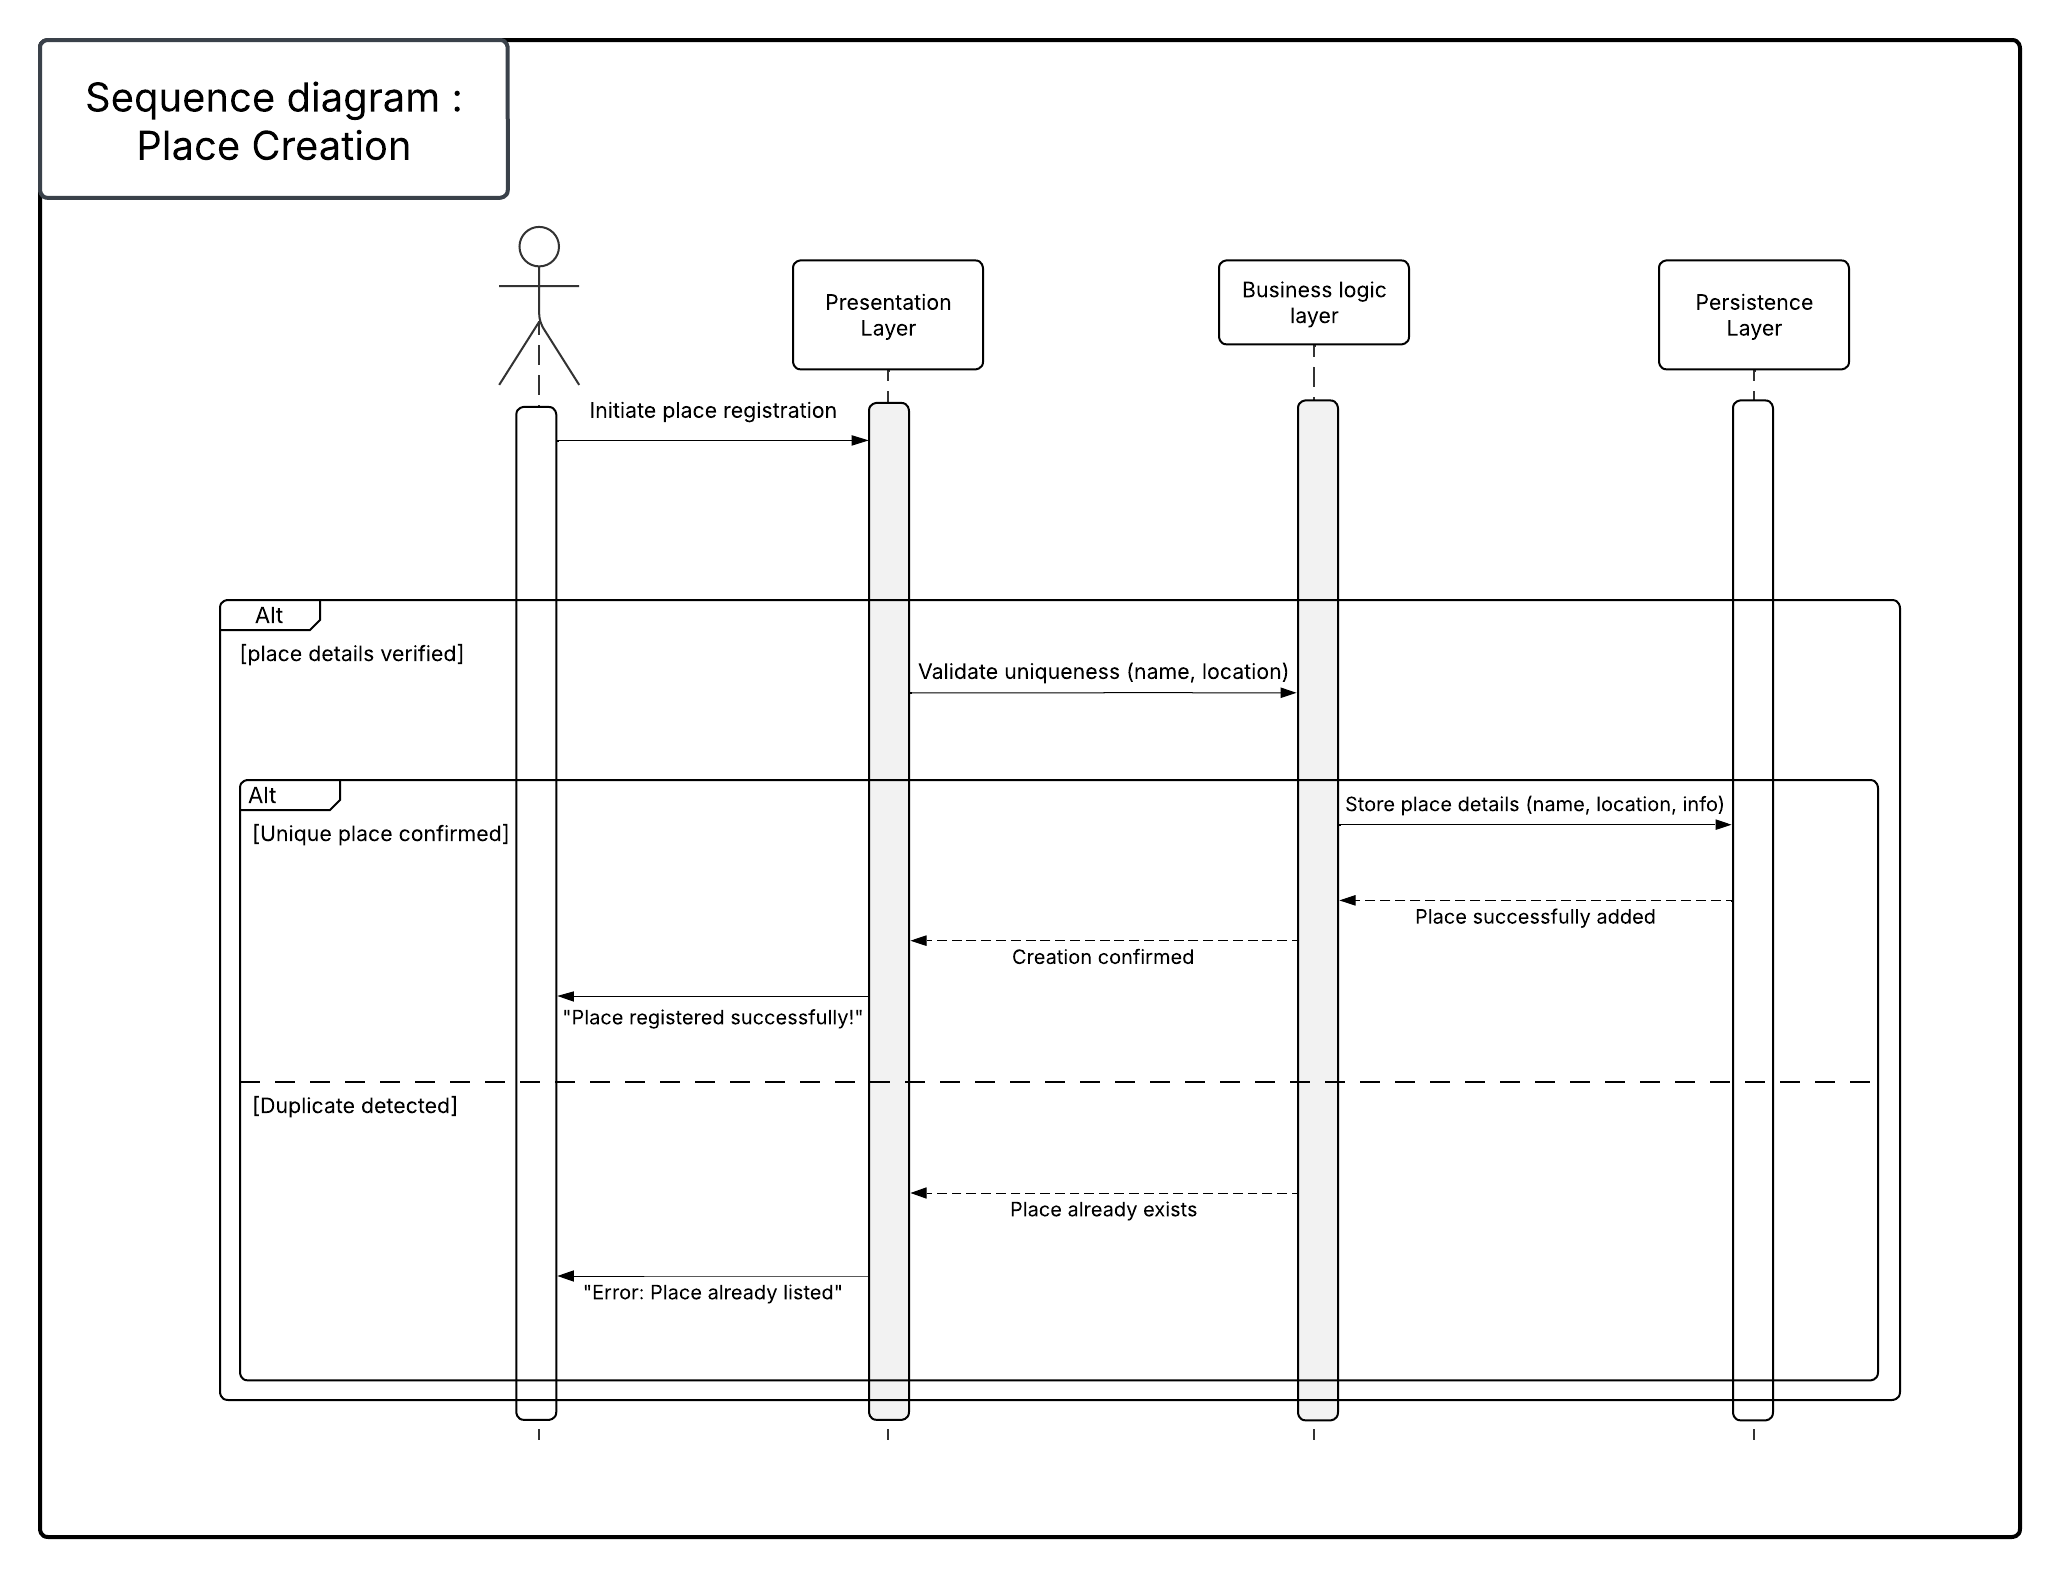 Sequence diagram :
Place Creation
Presentation
Layer
Business logic
layer
Persistence
Layer
Initiate place registration
Alt
[place details verified]
Validate uniqueness (name, location)
Alt
[Unique place confirmed]
Store place details (name, location, info)
Place successfully added
Creation confirmed
"Place registered successfully!"
[Duplicate detected]
Place already exists
"Error: Place already listed"